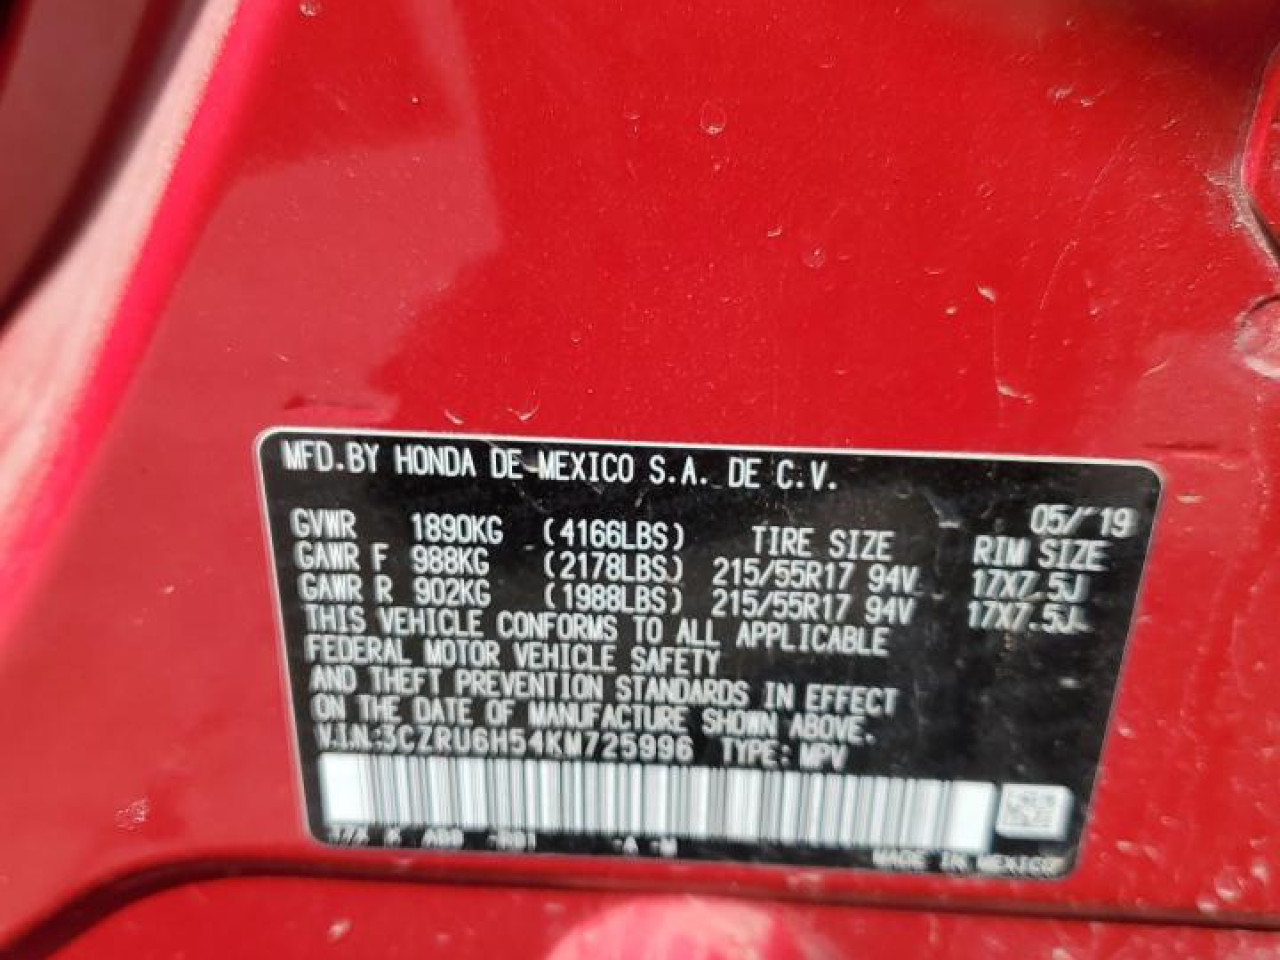 MFD.BY HONDA DE MEXICO S.A. DE C.V.
05/'19
GVWR 1890KG (4166LBS) TIRE SIZE RIM SIZE
GAWR F 988KG (2178LBS) 215/55R17 94V 17X7.5J
GAWR R 902KG (1988LBS) 215/55R17 94V 17X7.5J
THIS VEHICLE CONFORMS TO ALL APPLICABLE
FEDERAL MOTOR VEHICLE SAFETY
AND THEFT PREVENTION STANDARDS IN EFFECT
ON THE DATE OF MANUFACTURE SHOWN ABOVE.
V.I.N.:3CZRU6H54KM725996 TYPE: MPV
-A -M
MADE IN MEXICO